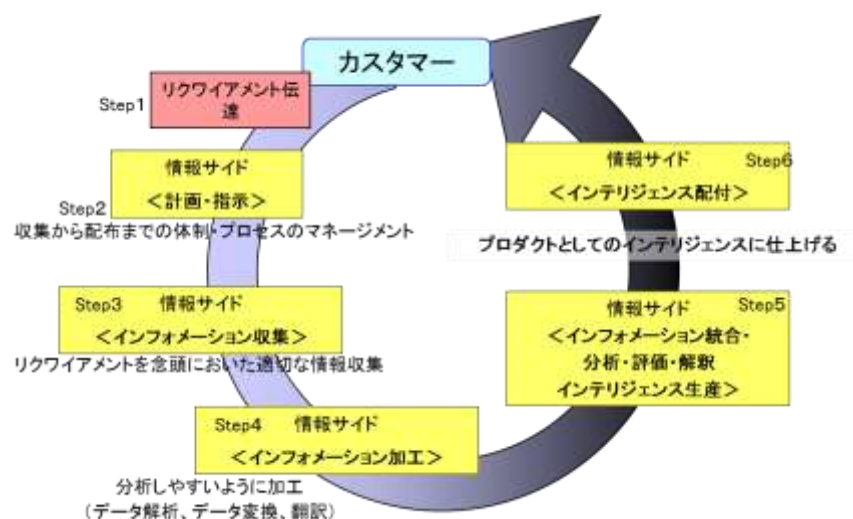 カスタマー
Step1
リクワイアメント伝
達
情報サイド
Step2
＜計画・指示＞
収集から配布までの体制・プロセスのマネージメント
Step3 情報サイド
＜インフォメーション収集＞
リクワイアメントを念頭においた適切な情報収集
Step4 情報サイド
＜インフォメーション加工＞
分析しやすいように加工
（データ解析、データ変換、翻訳）
情報サイド Step5
＜インフォメーション統合・
分析・評価・解釈
インテリジェンス生産＞
プロダクトとしてのインテリジェンスに仕上げる
情報サイド Step6
＜インテリジェンス配付＞